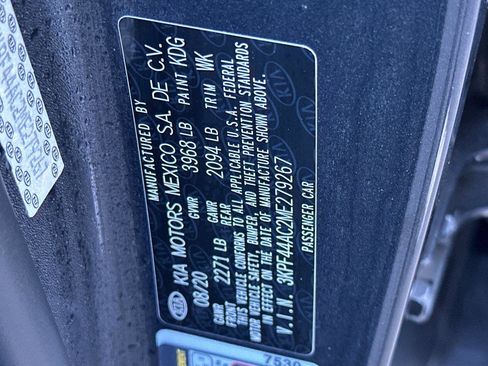 MANUFACTURED BY
KIA MOTORS MEXICO S.A. DE C.V.
08/20 GVWR 3968 LB PAINT KDG
GAWR FRONT 2271 LB GAWR REAR 2094 LB TRIM WK
THIS VEHICLE CONFORMS TO ALL APPLICABLE U.S.A. FEDERAL
MOTOR VEHICLE SAFETY, BUMPER, AND THEFT PREVENTION STANDARDS
IN EFFECT ON THE DATE OF MANUFACTURE SHOWN ABOVE.
V.I.N. 3KPF44AC2ME279267
PASSENGER CAR
7530